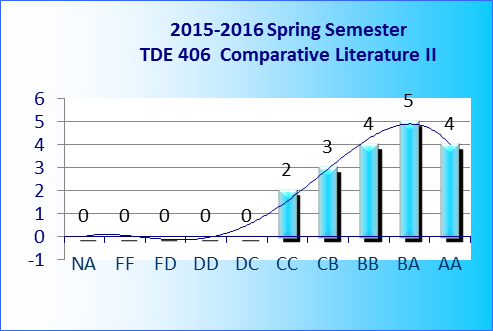 2015-2016 Spring Semester
TDE 406 Comparative Literature II
6
5
4
3
2
1
0
-1
0 0 0 0 0 2 3 4 5 4
NA FF FD DD DC CC CB BB BA AA